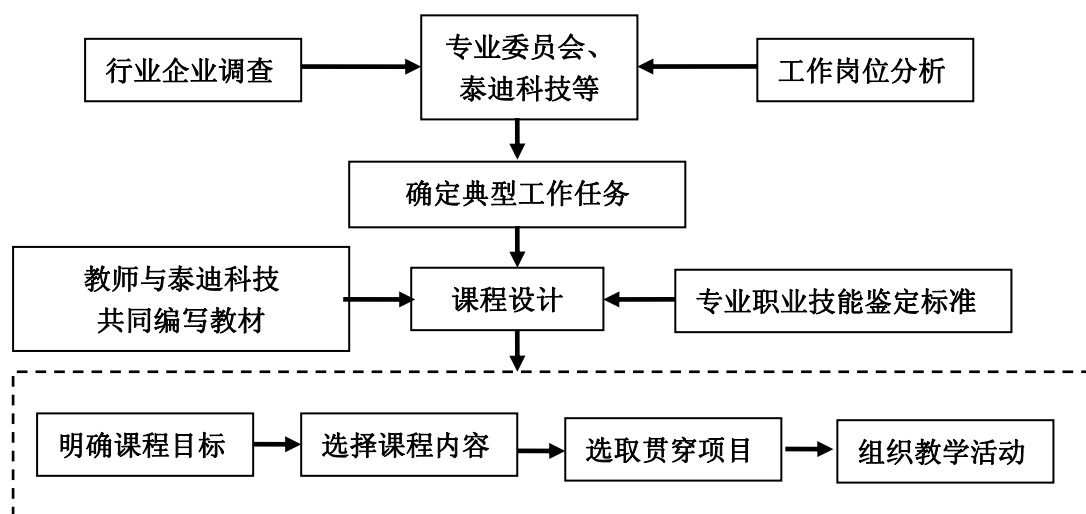 行业企业调查
专业委员会、
泰迪科技等
工作岗位分析
确定典型工作任务
教师与泰迪科技
共同编写教材
课程设计
专业职业技能鉴定标准
明确课程目标
选择课程内容
选取贯穿项目
组织教学活动